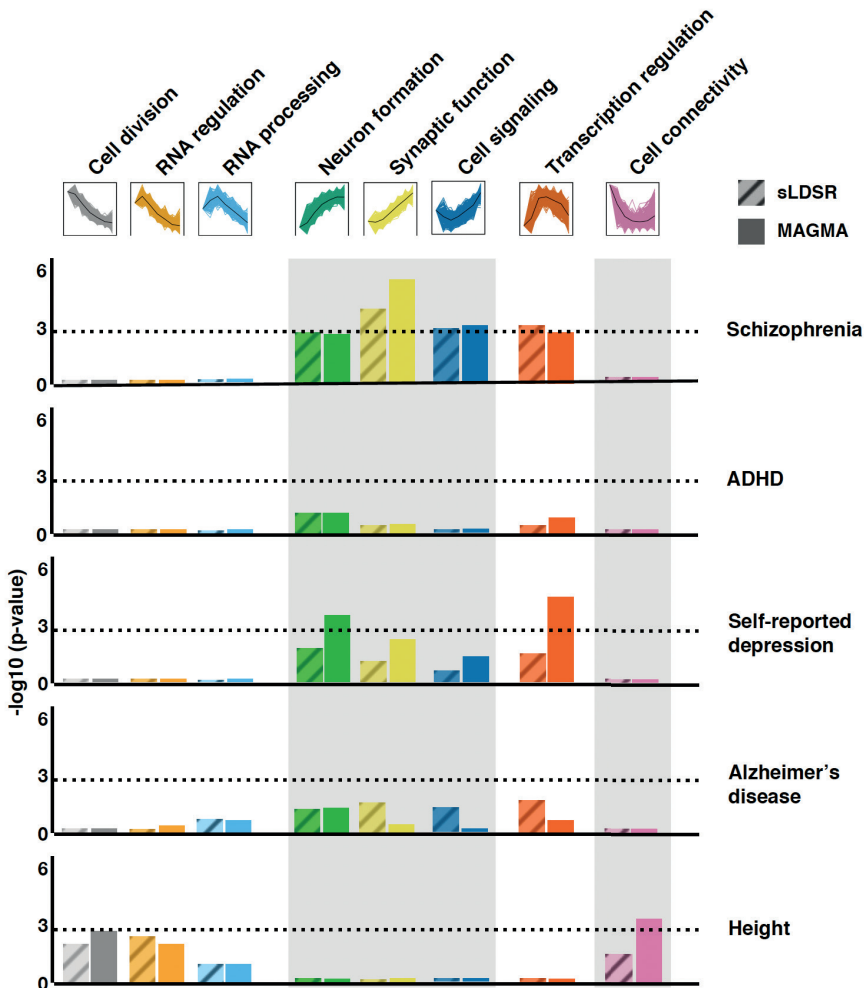 Cell division
RNA regulation
RNA processing
Neuron formation
Synaptic function
Cell signaling
Transcription regulation
Cell connectivity
sLDSR
MAGMA
-log10 (p-value)
6
3
0
Schizophrenia
6
3
0
ADHD
6
3
0
Self-reported
depression
6
3
0
Alzheimer's
disease
6
3
0
Height